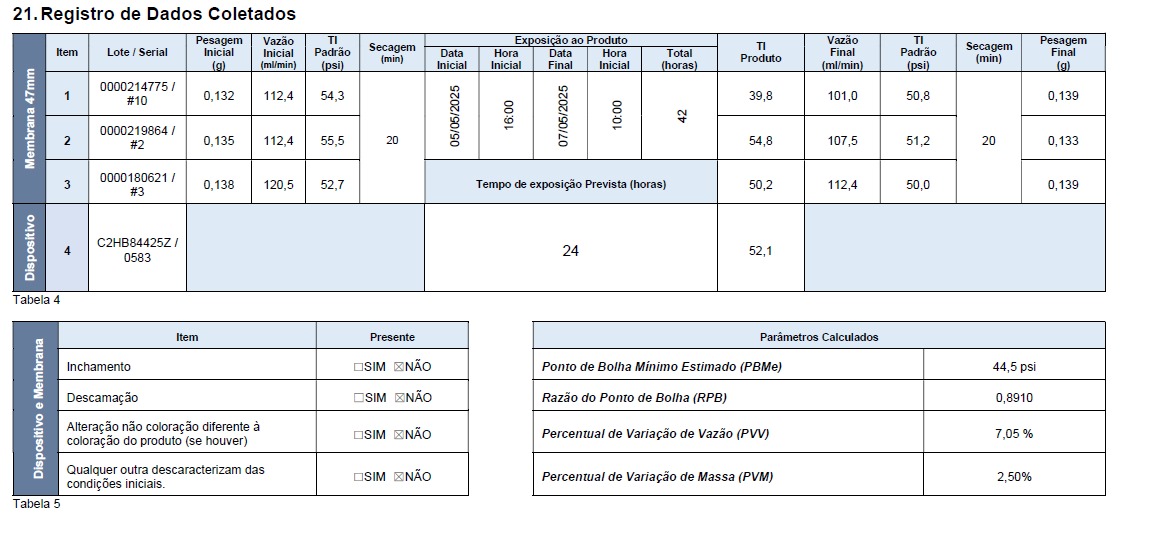 21. Registro de Dados Coletados
Item Lote / Serial Pesagem Inicial (g) Vazão Inicial (ml/min) TI Padrão (psi) Secagem (min) Exposição ao Produto TI Produto Vazão Final (ml/min) TI Padrão (psi) Secagem (min) Pesagem Final (g)
Data Inicial Hora Inicial Data Final Hora Inicial Total (horas)
Membrana 47mm
1 0000214775 / #10 0,132 112,4 54,3 20 05/05/2025 16:00 07/05/2025 10:00 42 39,8 101,0 50,8 20 0,139
2 0000219864 / #2 0,135 112,4 55,5 54,8 107,5 51,2 0,133
3 0000180621 / #3 0,138 120,5 52,7 Tempo de exposição Prevista (horas) 50,2 112,4 50,0 0,139
Dispositivo
4 C2HB84425Z / 0583 24 52,1
Tabela 4
Dispositivo e Membrana
Item Presente
Inchamento ☐SIM ☒NÃO
Descamação ☐SIM ☒NÃO
Alteração não coloração diferente à
coloração do produto (se houver) ☐SIM ☒NÃO
Qualquer outra descaracterizam das
condições iniciais. ☐SIM ☒NÃO
Tabela 5
Parâmetros Calculados
Ponto de Bolha Mínimo Estimado (PBMe) 44,5 psi
Razão do Ponto de Bolha (RPB) 0,8910
Percentual de Variação de Vazão (PVV) 7,05 %
Percentual de Variação de Massa (PVM) 2,50%